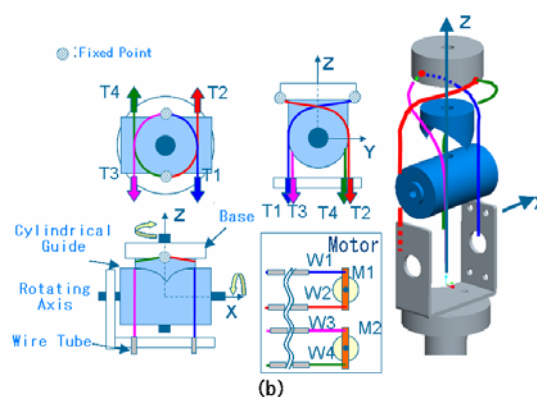 :Fixed Point
T4
T2
T3
T1
Z
Y
T1
T3
T4
T2
Z
Cylindrical
Guide
Base
Rotating
Axis
X
Wire Tube
Motor
W1
M1
W2
W3
M2
W4
Z
(b)